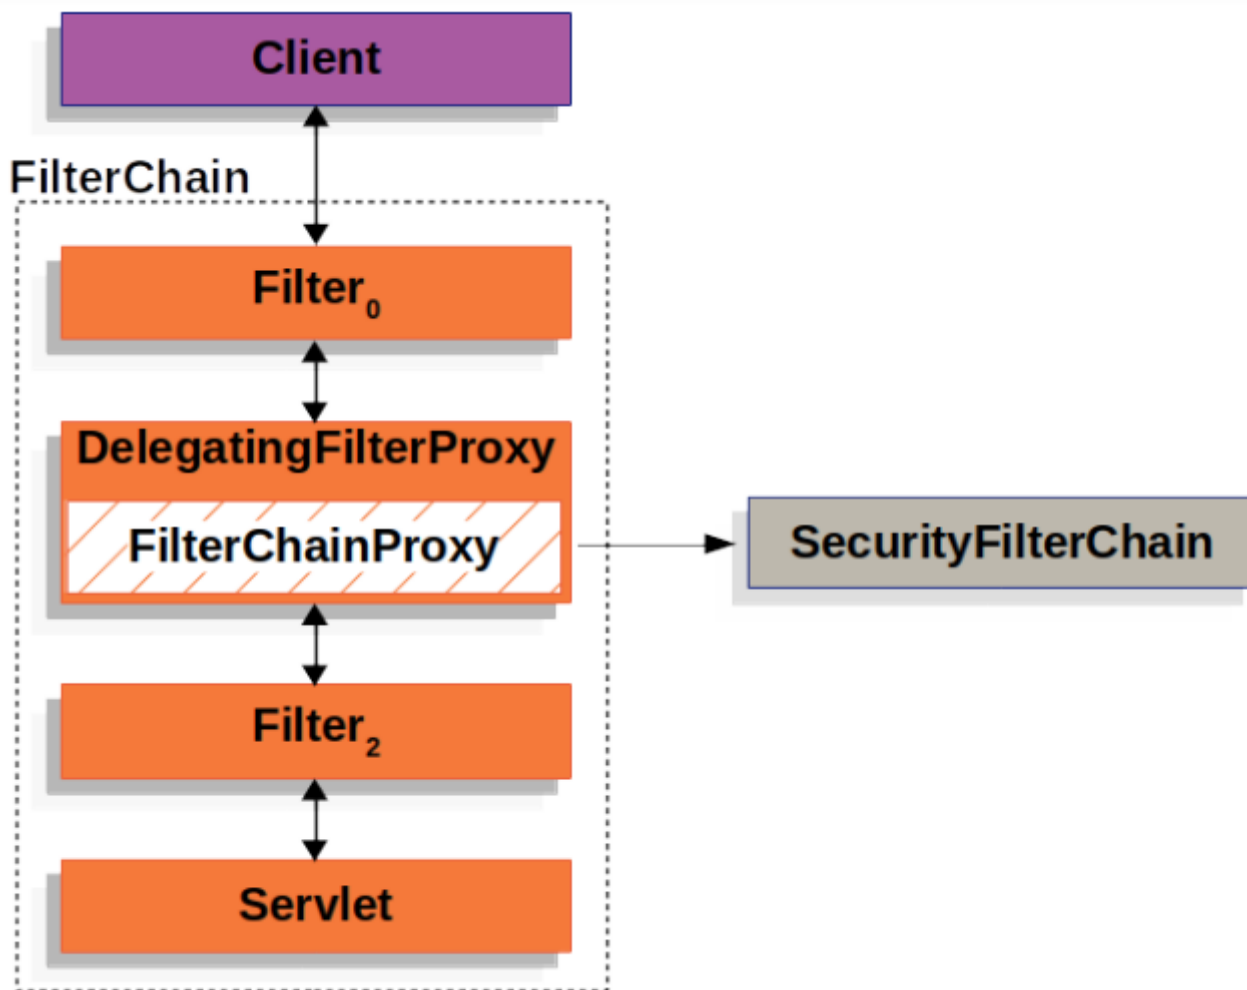 Client
FilterChain
Filter₀
DelegatingFilterProxy
FilterChainProxy
SecurityFilterChain
Filter₂
Servlet